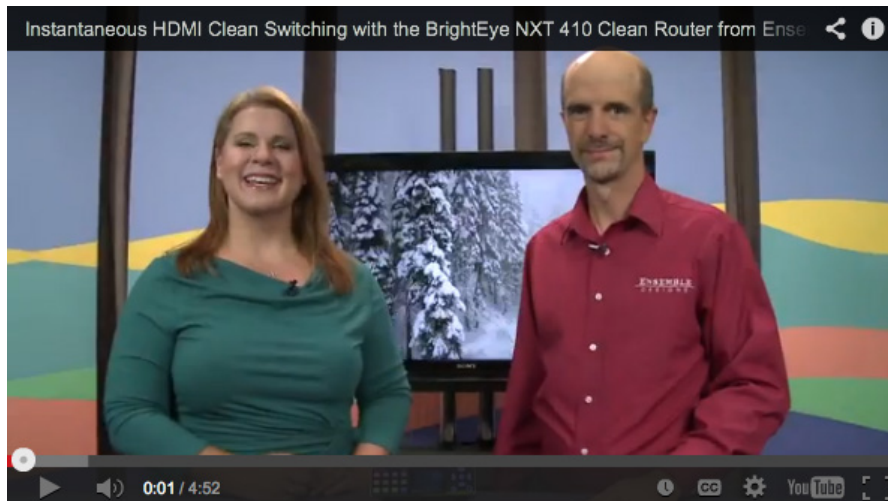 Instantaneous HDMI Clean Switching with the BrightEye NXT 410 Clean Router from Ense
ENSEMBLE
DESIGNS
SONY
0:01 / 4:52
CC
YouTube